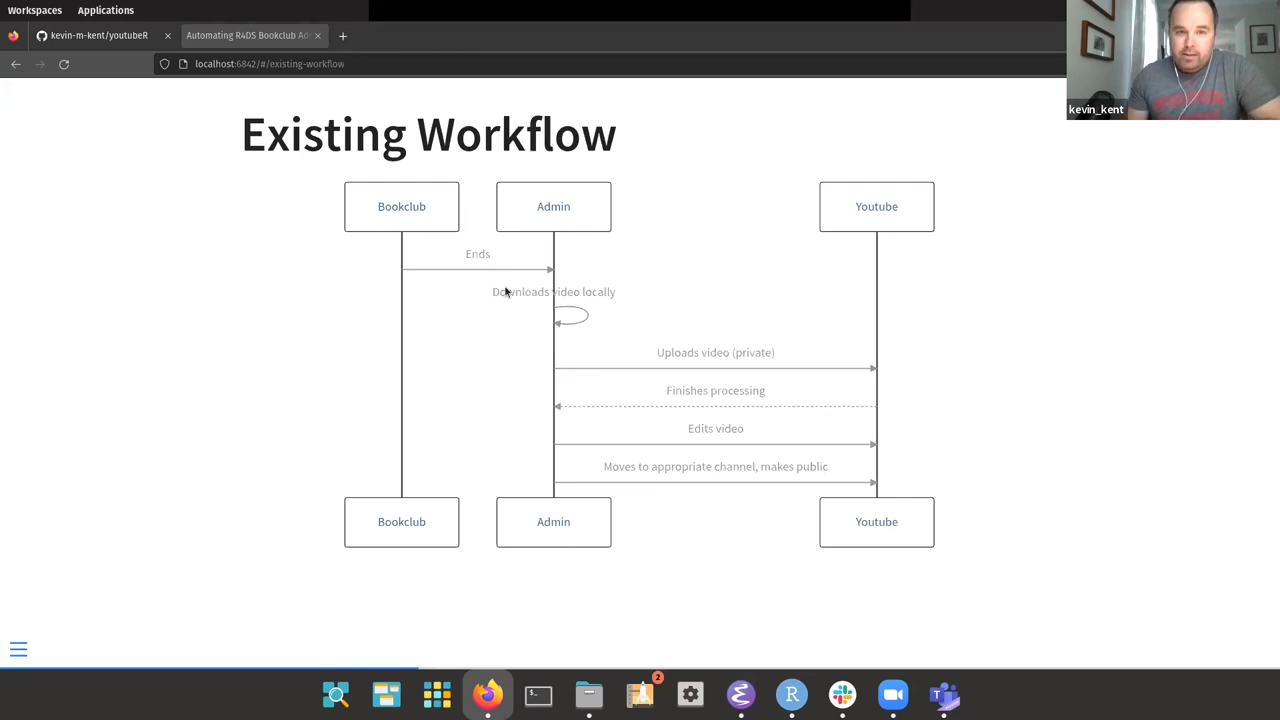 Workspaces Applications
kevin-m-kent/youtubeR
Automating R4DS Bookclub Ad
localhost:6842/#/existing-workflow
kevin_kent
Existing Workflow
Bookclub Admin Youtube
Ends
Downloads video locally
Uploads video (private)
Finishes processing
Edits video
Moves to appropriate channel, makes public
Bookclub Admin Youtube
2
R